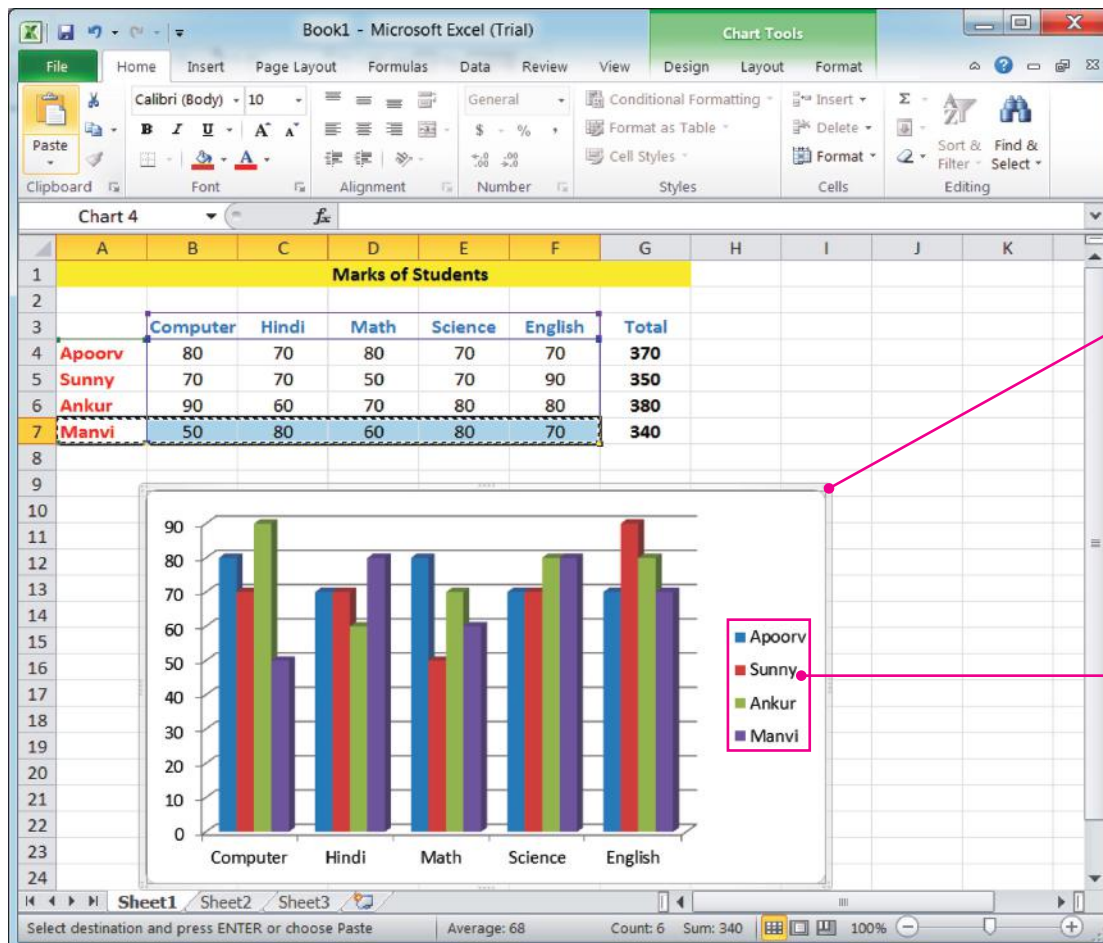 Book1 - Microsoft Excel (Trial)
Chart Tools
File Home Insert Page Layout Formulas Data Review View Design Layout Format
Calibri (Body) 10 General Conditional Formatting Insert Σ
Paste B I U A A $ % , Format as Table Delete Sort & Filter Find & Select
A .0 .00 .00 .0 Cell Styles Format
Clipboard Font Alignment Number Styles Cells Editing
Chart 4 fx
A B C D E F G H I J K
1 Marks of Students
2
3 Computer Hindi Math Science English Total
4 Apoorv 80 70 80 70 70 370
5 Sunny 70 70 50 70 90 350
6 Ankur 90 60 70 80 80 380
7 Manvi 50 80 60 80 70 340
8
9
10
11
12
13
14
15
16
17
18
19
20
21
22
23
24
90
80
70
60
50
40
30
20
10
0
Computer Hindi Math Science English
Apoorv
Sunny
Ankur
Manvi
Sheet1 Sheet2 Sheet3
Select destination and press ENTER or choose Paste Average: 68 Count: 6 Sum: 340 100%